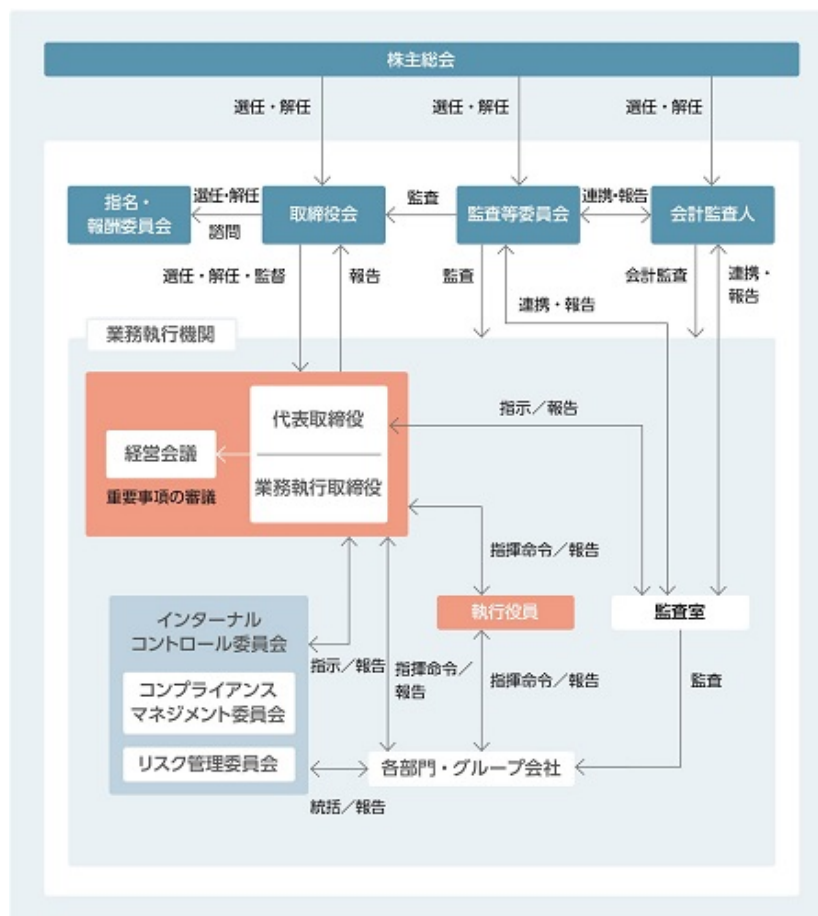 株主総会
選任・解任
選任・解任
選任・解任
指名・
報酬委員会
選任・解任
諮問
取締役会
監査
監査等委員会
連携・報告
会計監査人
選任・解任・監督
報告
監査
連携・報告
会計監査
連携・
報告
業務執行機関
代表取締役
業務執行取締役
経営会議
重要事項の審議
指示／報告
指揮命令／報告
執行役員
監査室
インターナル
コントロール委員会
指示／報告
コンプライアンス
マネジメント委員会
リスク管理委員会
指揮命令／
報告
指揮命令／報告
監査
各部門・グループ会社
統括／報告